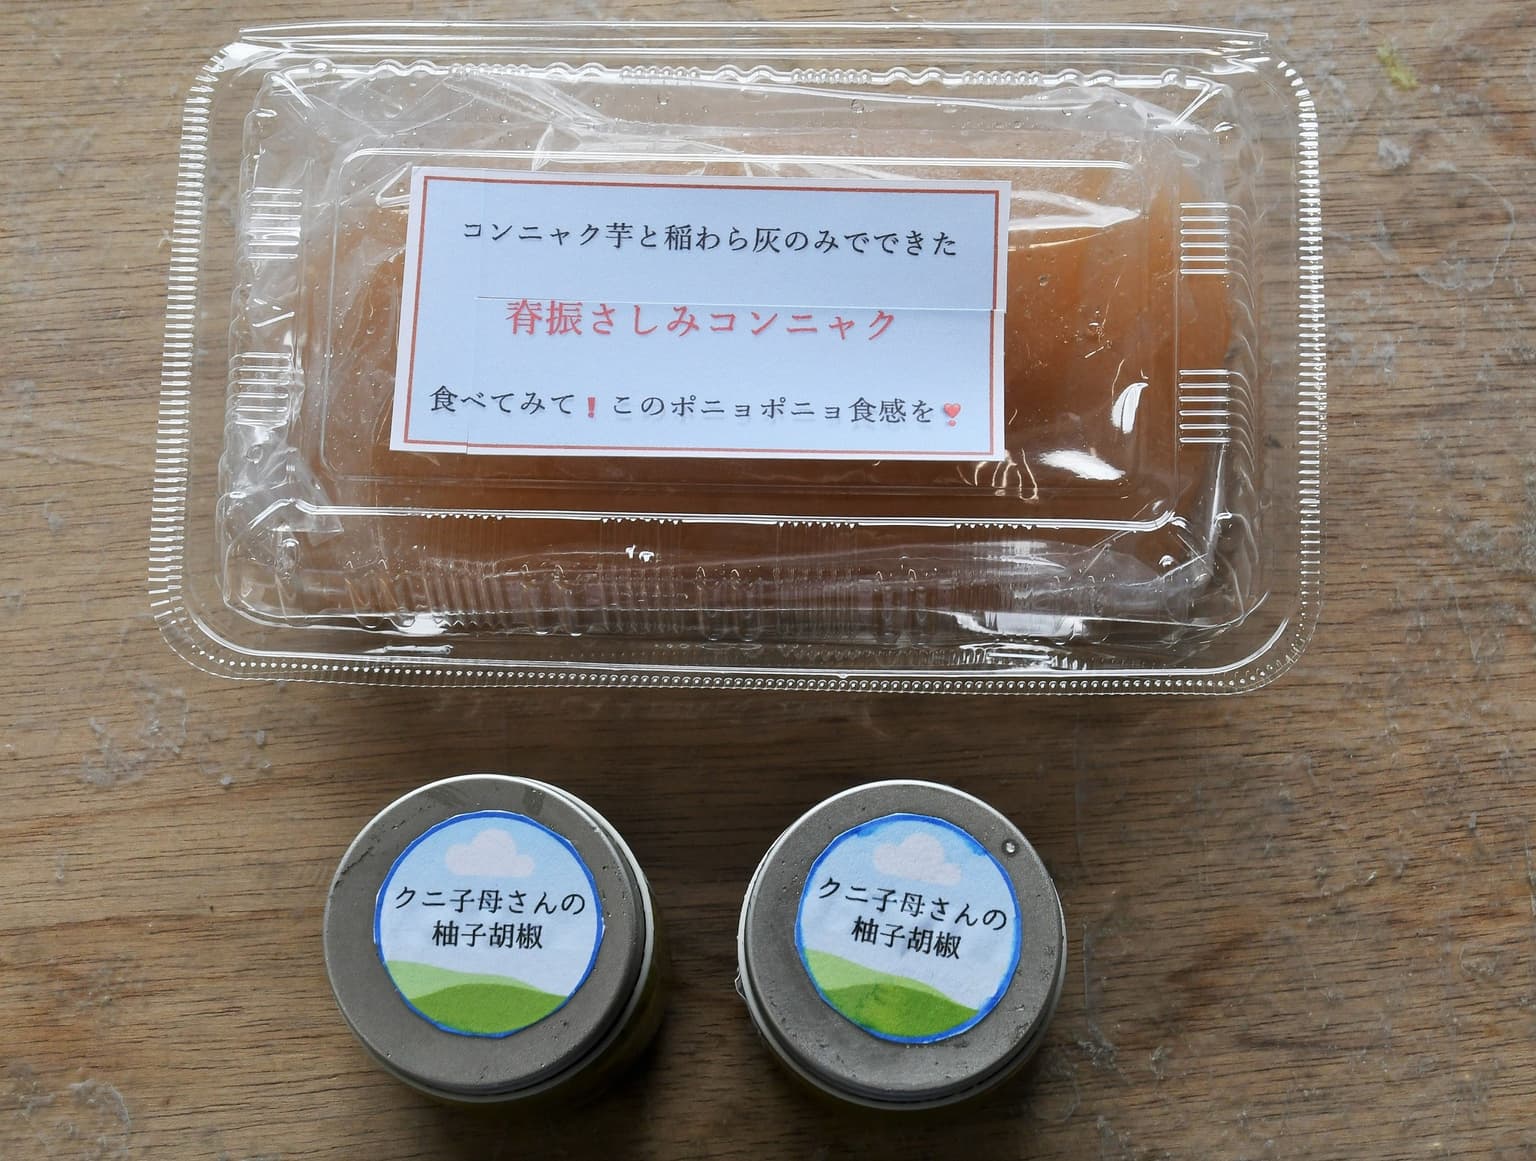 コンニャク芋と稲わら灰のみでできた
脊振さしみコンニャク
食べてみて❗このポニョポニョ食感を❣
クニ子母さんの
柚子胡椒
クニ子母さんの
柚子胡椒